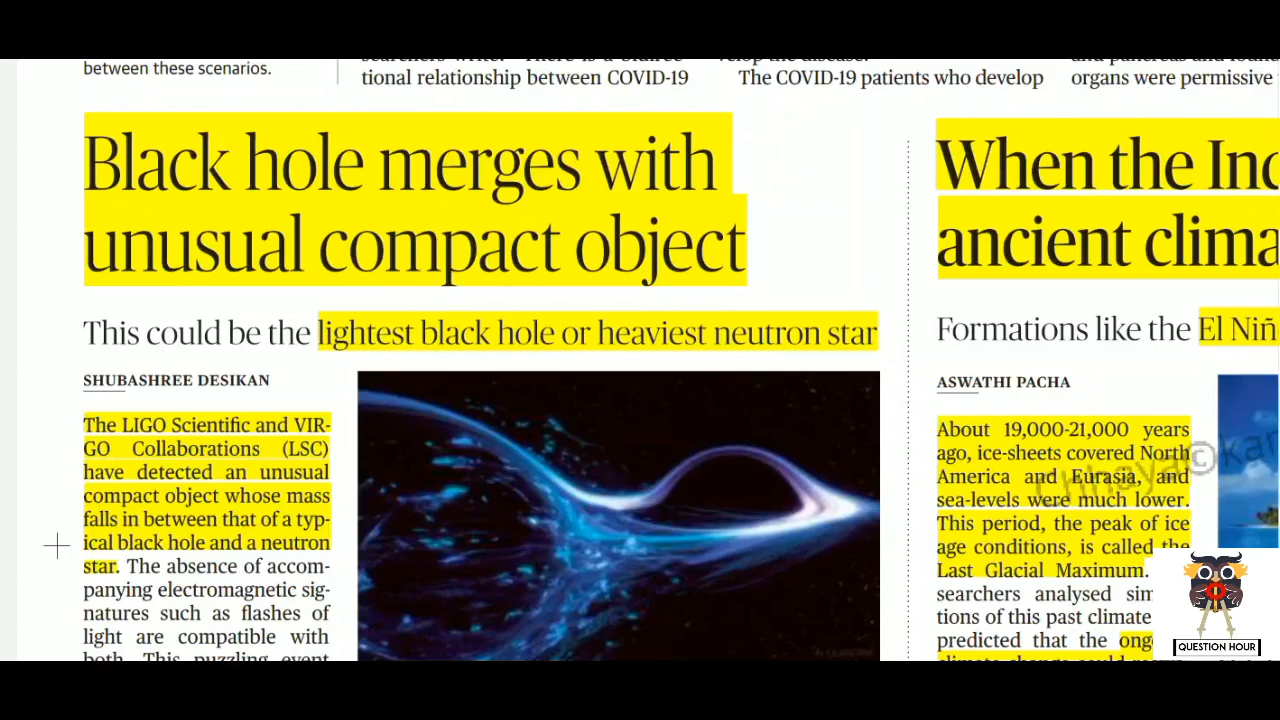 between these scenarios.
tional relationship between COVID-19
velop the disease.
The COVID-19 patients who develop
organs were permissive
Black hole merges with
unusual compact object
This could be the lightest black hole or heaviest neutron star
SHUBASHREE DESIKAN
The LIGO Scientific and VIR-
GO Collaborations (LSC)
have detected an unusual
compact object whose mass
falls in between that of a typ-
ical black hole and a neutron
star. The absence of accom-
panying electromagnetic sig-
natures such as flashes of
light are compatible with
both. This puzzling event
When the
ancient
Formations like the El
ASWATHI PACHA
About 19,000-21,000 years
ago, ice-sheets covered North
America and Eurasia, and
sea-levels were much lower.
This period, the peak of ice
age conditions, is called the
Last Glacial Maximum.
searchers analysed
tions of this past climate
predicted that the
QUESTION HOUR